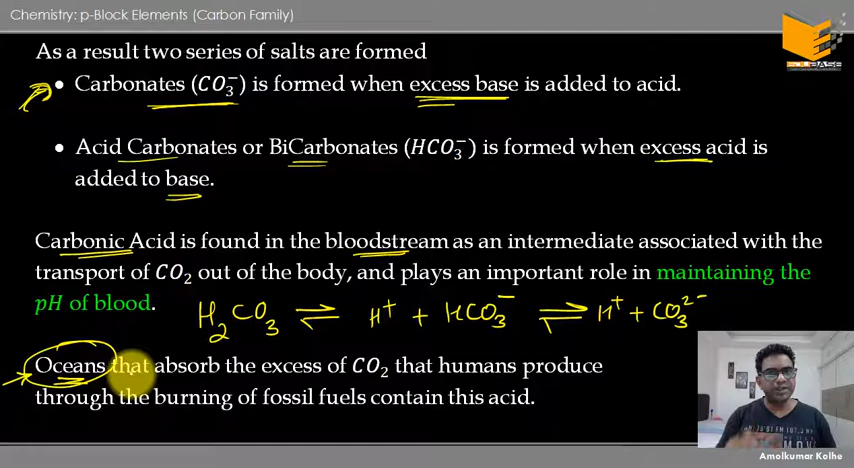 Chemistry: p-Block Elements (Carbon Family)
EDUBASE
As a result two series of salts are formed
• Carbonates (CO₃⁻) is formed when excess base is added to acid.
• Acid Carbonates or BiCarbonates (HCO₃⁻) is formed when excess acid is
added to base.
Carbonic Acid is found in the bloodstream as an intermediate associated with the
transport of CO₂ out of the body, and plays an important role in maintaining the
pH of blood.
H₂CO₃ ⇌ H⁺ + HCO₃⁻ ⇌ H⁺ + CO₃²⁻
Oceans that absorb the excess of CO₂ that humans produce
through the burning of fossil fuels contain this acid.
Amolkumar Kolhe